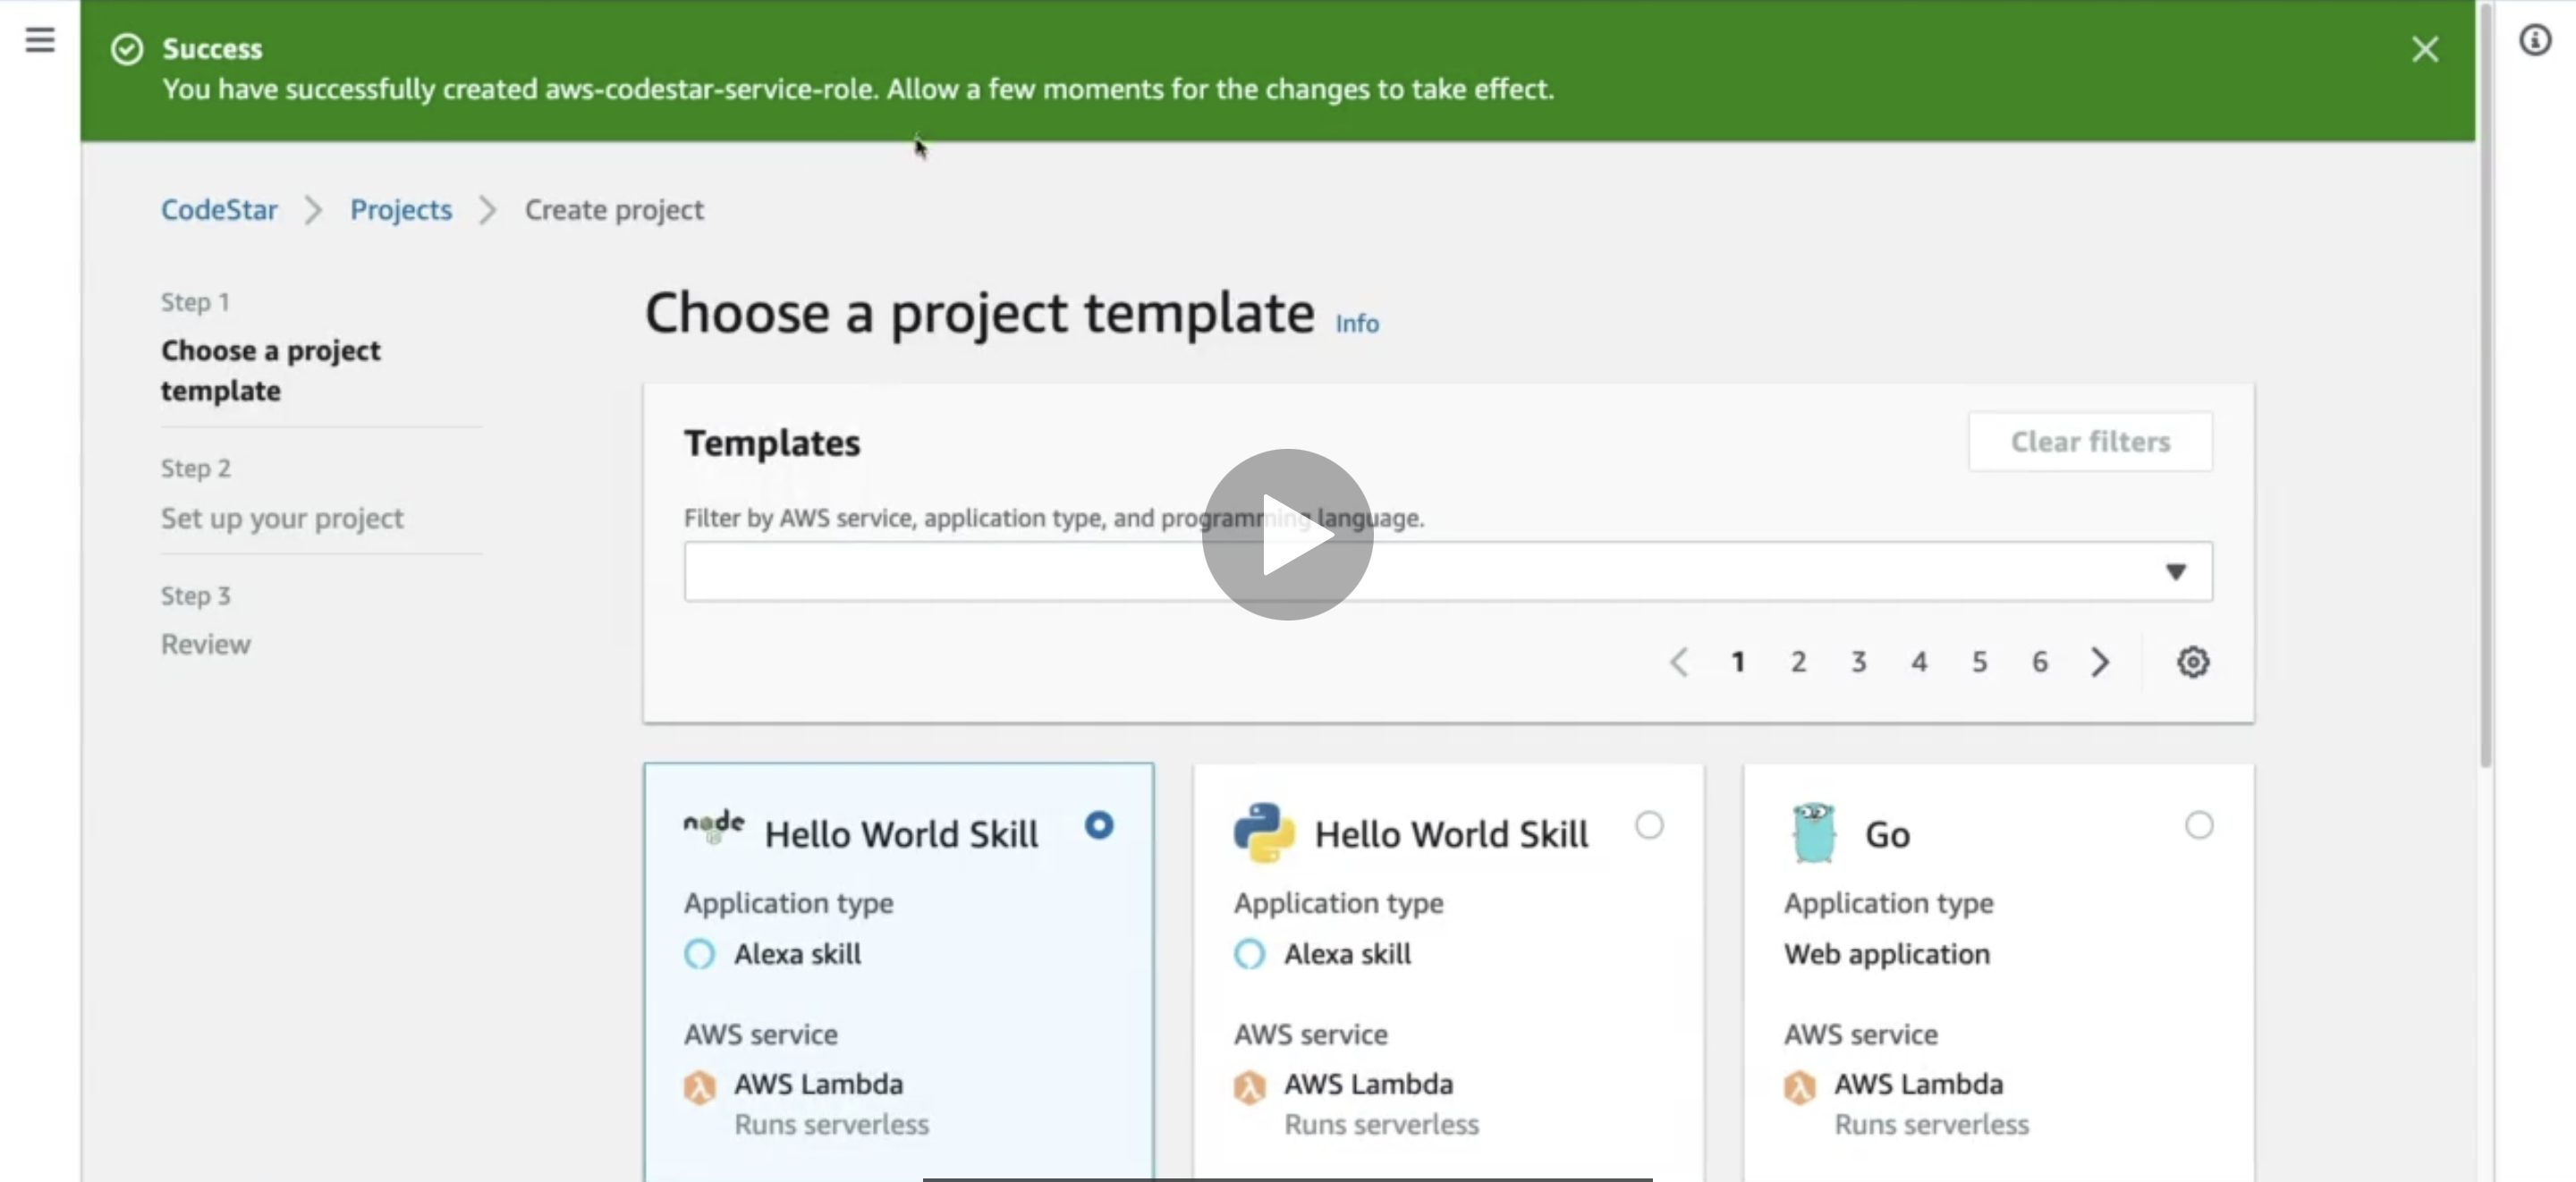 Success
You have successfully created aws-codestar-service-role. Allow a few moments for the changes to take effect.
CodeStar Projects Create project
Step 1
Choose a project
template
Step 2
Set up your project
Step 3
Review
Choose a project template Info
Templates
Clear filters
Filter by AWS service, application type, and programming language.
1 2 3 4 5 6
node Hello World Skill
Application type
Alexa skill
AWS service
AWS Lambda
Runs serverless
Hello World Skill
Application type
Alexa skill
AWS service
AWS Lambda
Runs serverless
Go
Application type
Web application
AWS service
AWS Lambda
Runs serverless